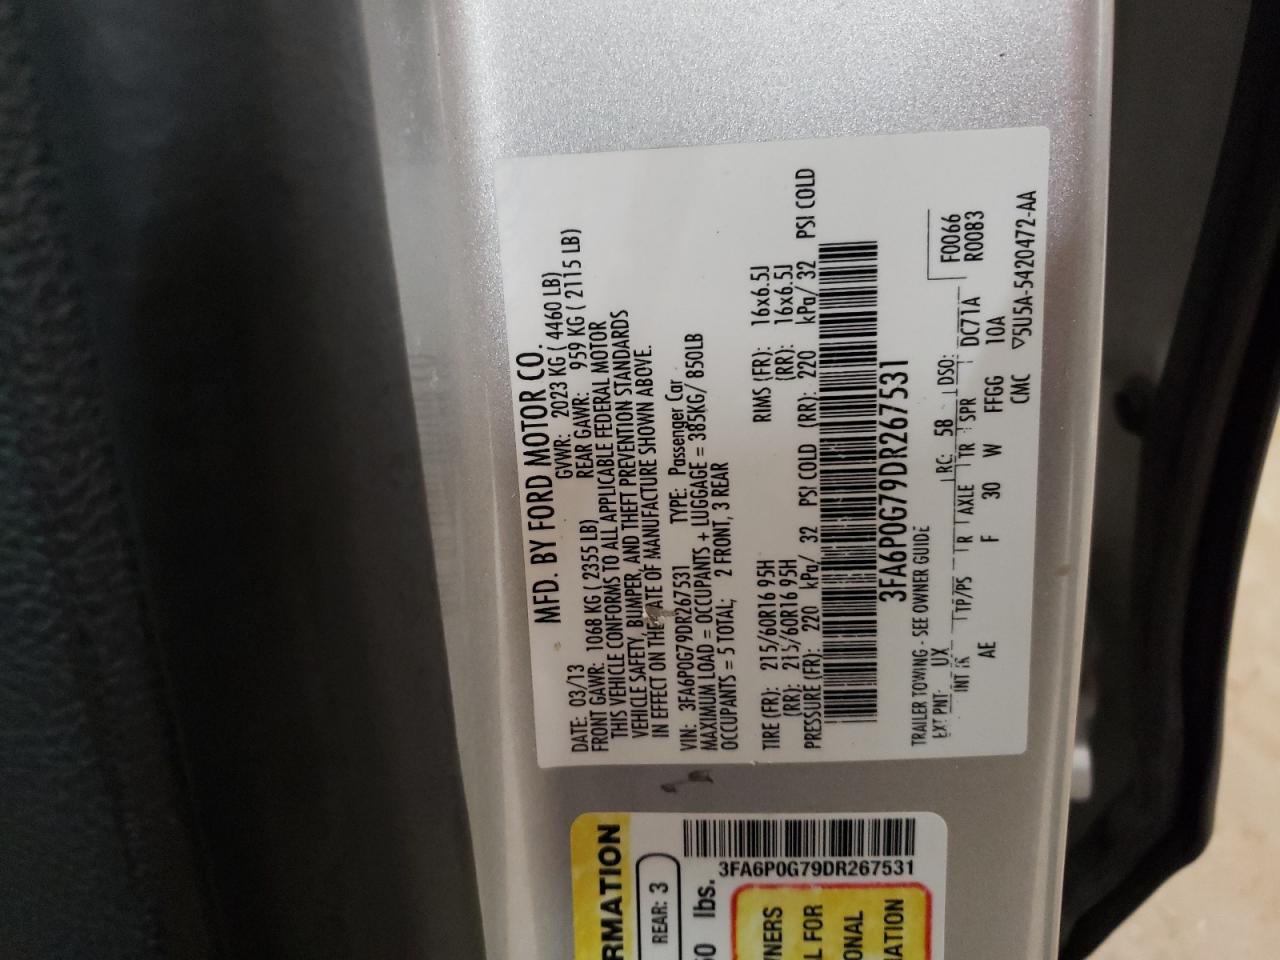 MFD. BY FORD MOTOR CO.
DATE: 03/13 GVWR: 2023 KG ( 4460 LB)
FRONT GAWR: 1068 KG ( 2355 LB) REAR GAWR: 959 KG ( 2115 LB)
THIS VEHICLE CONFORMS TO ALL APPLICABLE FEDERAL MOTOR
VEHICLE SAFETY, BUMPER, AND THEFT PREVENTION STANDARDS
IN EFFECT ON THE DATE OF MANUFACTURE SHOWN ABOVE.
VIN: 3FA6P0G79DR267531 TYPE: Passenger Car
MAXIMUM LOAD = OCCUPANTS + LUGGAGE = 385KG/ 850LB
OCCUPANTS = 5 TOTAL; 2 FRONT, 3 REAR
TIRE (FR): 215/60R16 95H RIMS (FR): 16x6.5J
(RR): 215/60R16 95H (RR): 16x6.5J
PRESSURE (FR): 220 kPa/ 32 PSI COLD (RR): 220 kPa/ 32 PSI COLD
3FA6P0G79DR267531
F0066
TRAILER TOWING - SEE OWNER GUIDE R0083
EXT PNT: UX RC: 58 DSO:
INT TR TP/PS R AXLE TR SPR DC71A
AE F 30 W FFGG 10A
CMC ▽5U5A-5420472-AA
RMATION
REAR: 3
lbs.
3FA6P0G79DR267531
WNERS
L FOR
ONAL
ATION